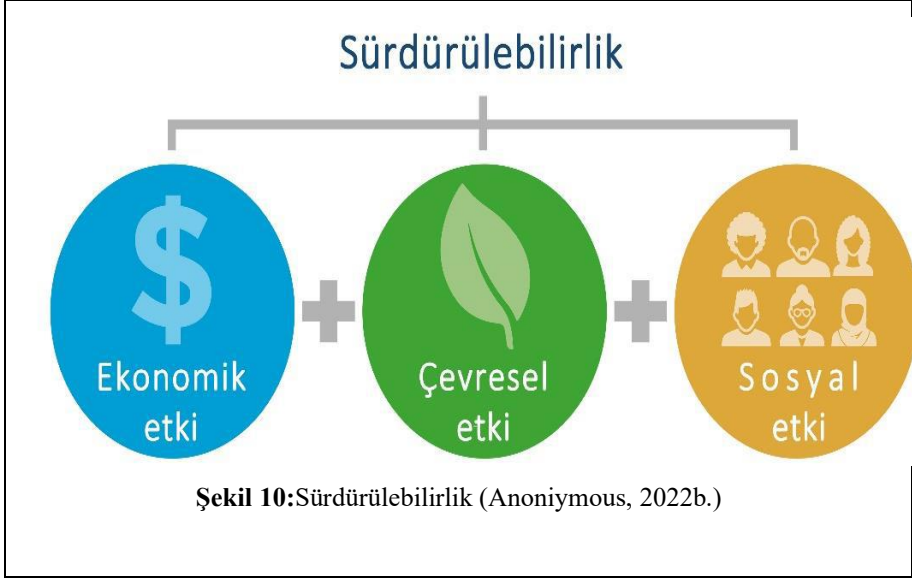 Sürdürülebilirlik
Ekonomik
etki
Çevresel
etki
Sosyal
etki
Şekil 10:Sürdürülebilirlik (Anoniymous, 2022b.)